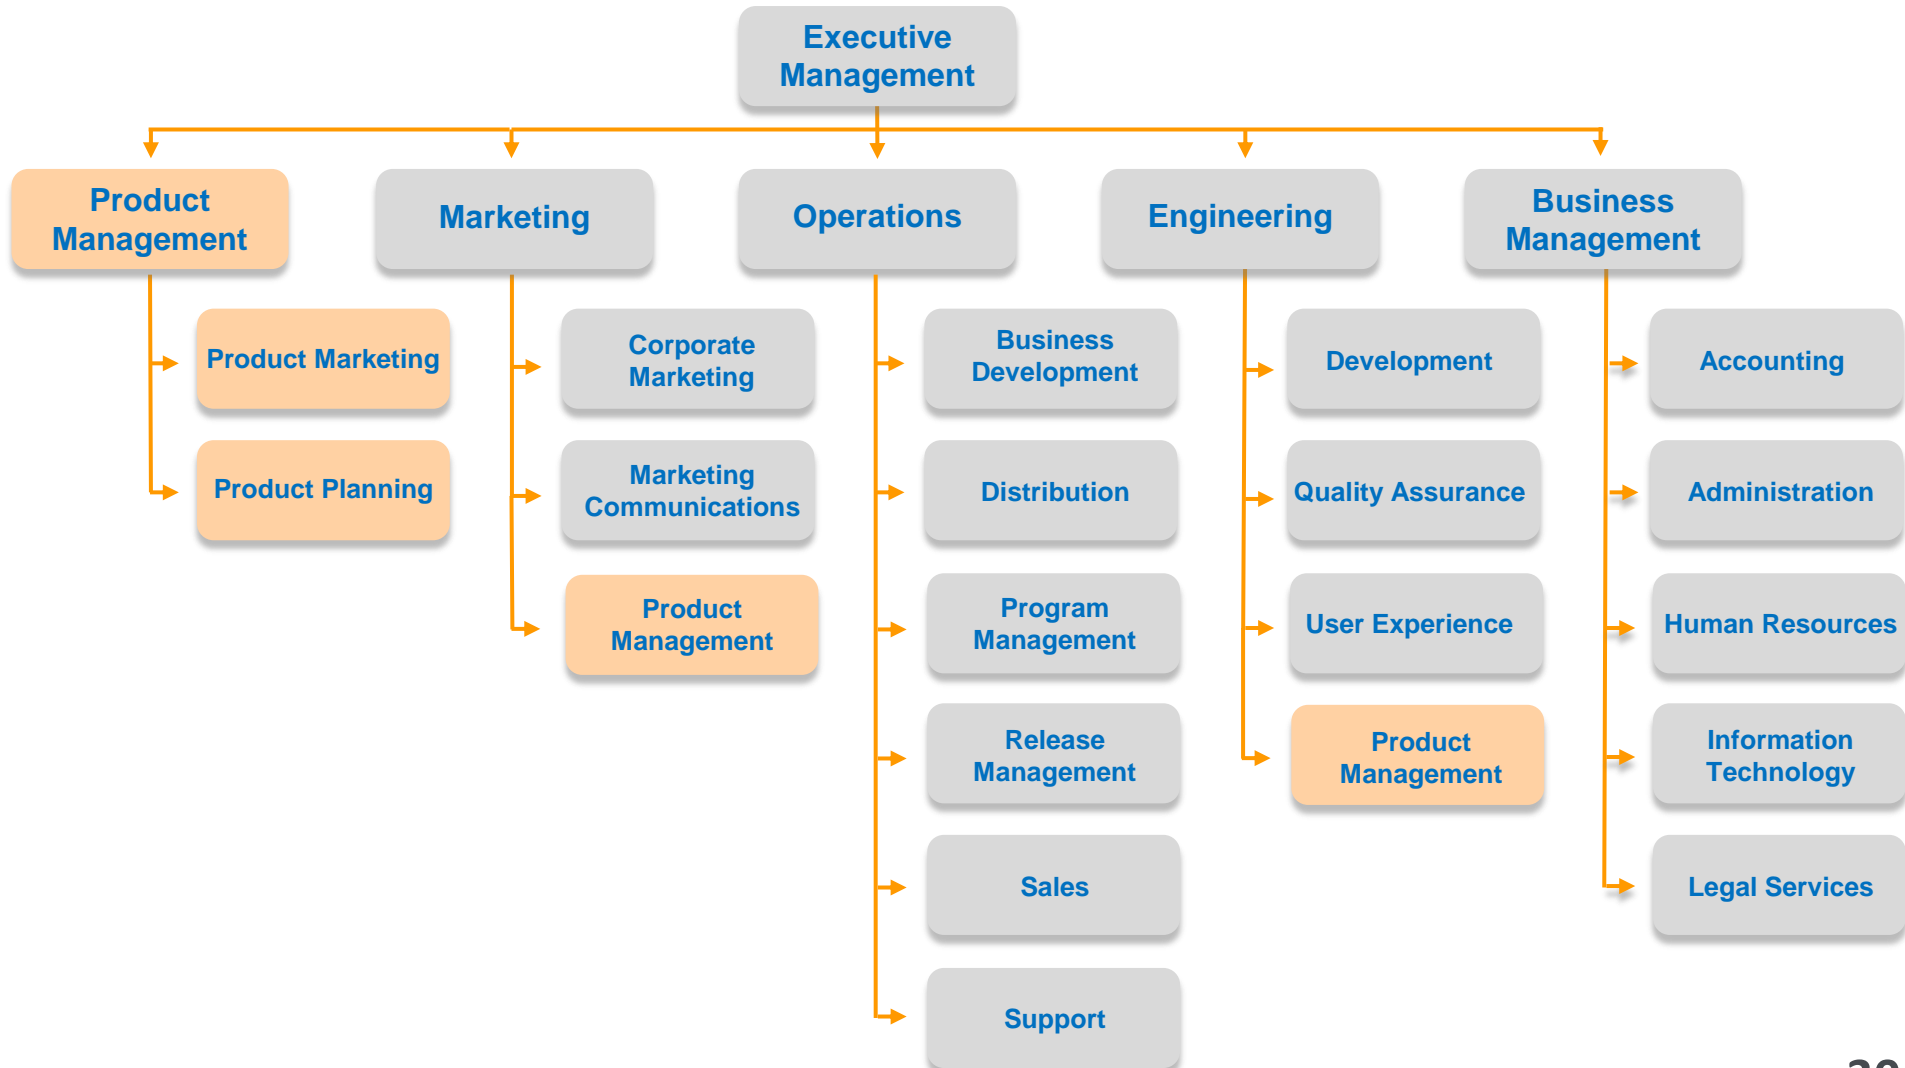 Executive
Management
Product
Management
Marketing
Operations
Engineering
Business
Management
Product Marketing
Product Planning
Corporate
Marketing
Marketing
Communications
Product
Management
Business
Development
Distribution
Program
Management
Release
Management
Sales
Support
Development
Quality Assurance
User Experience
Product
Management
Accounting
Administration
Human Resources
Information
Technology
Legal Services